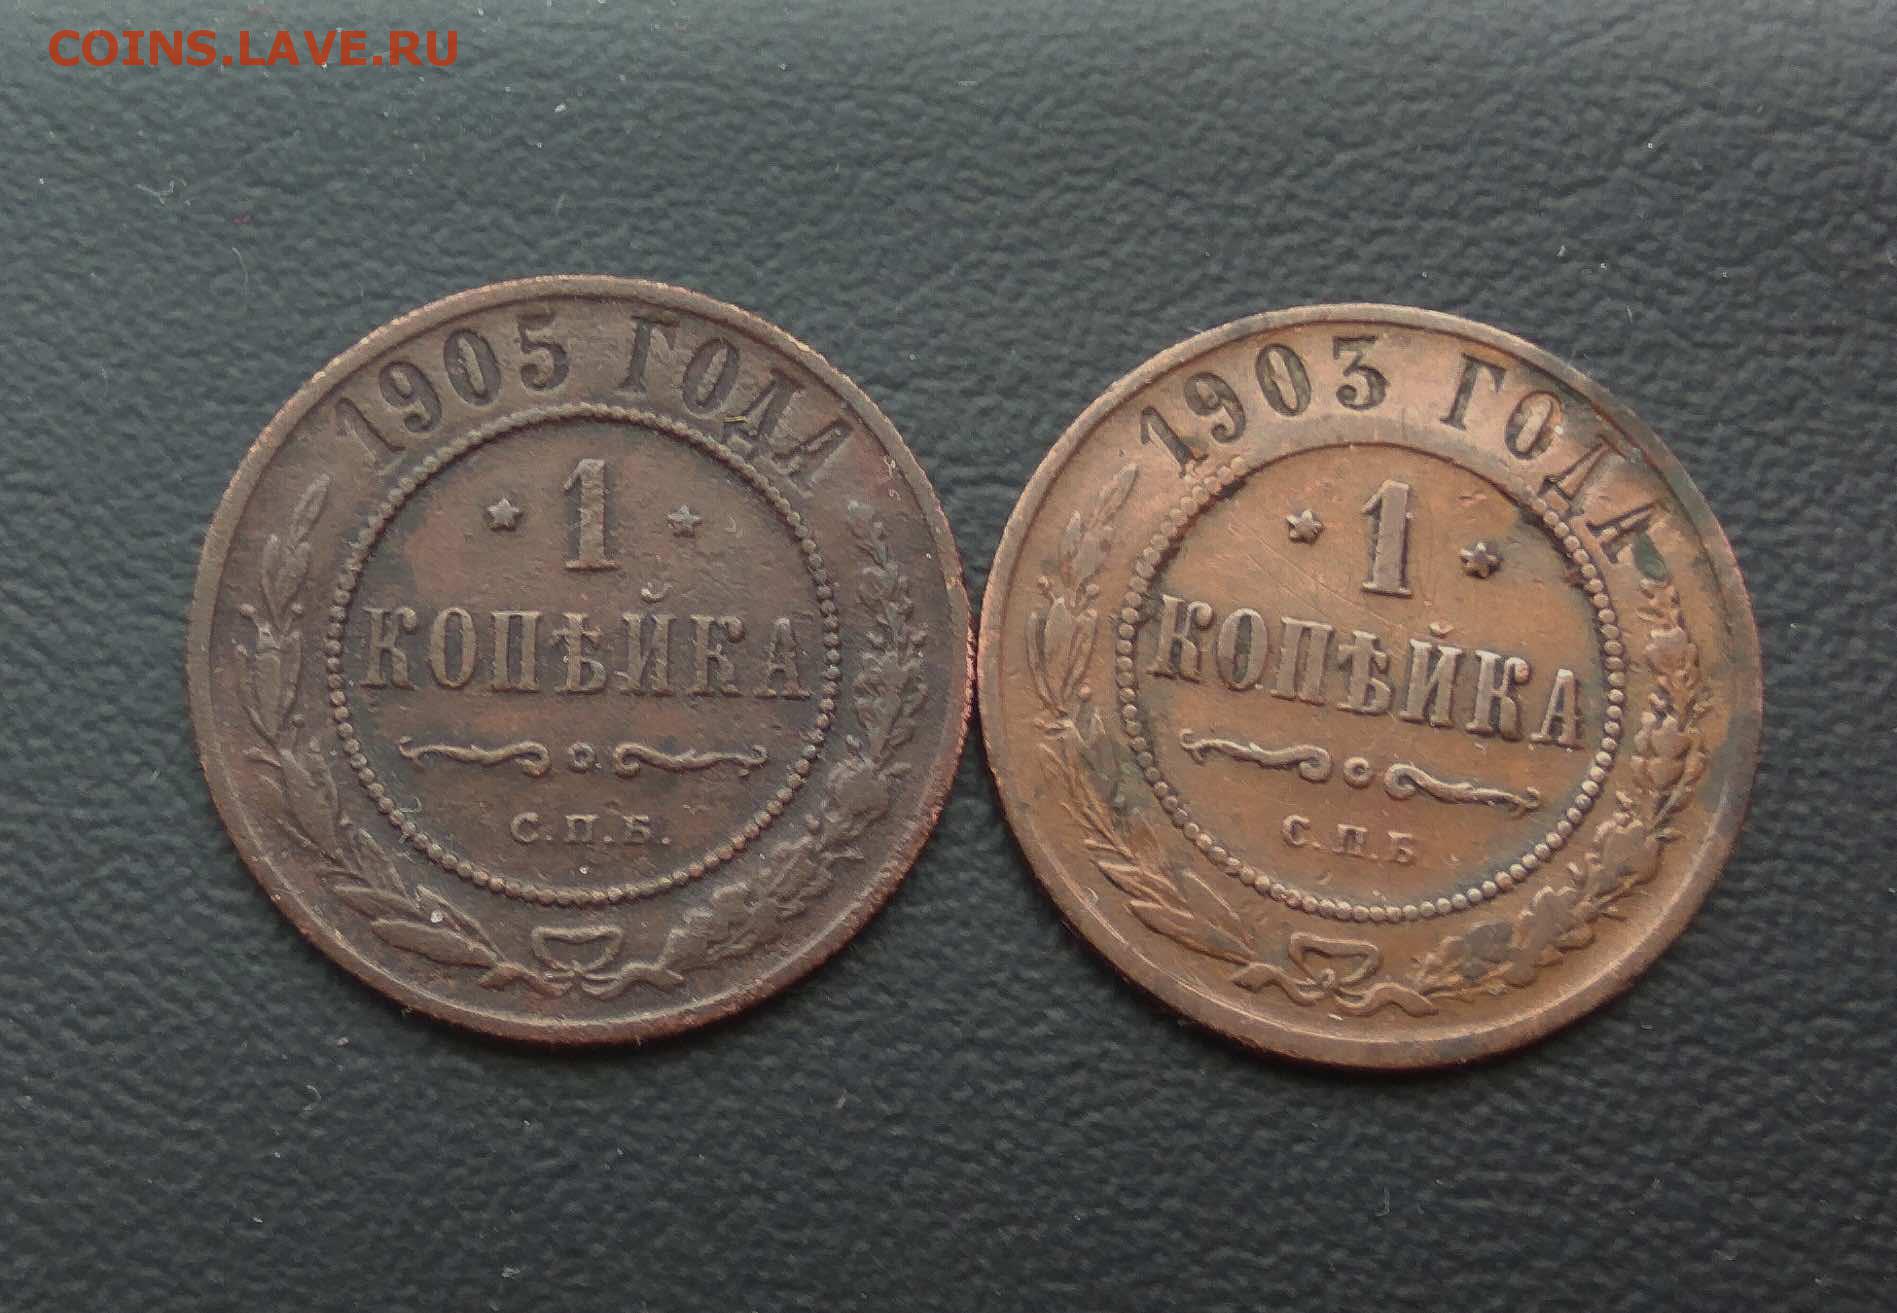 COINS.LAVE.RU
1905 ГОДА
1
КОПѢЙКА
С.П.Б.
1903 ГОДА
1
КОПѢЙКА
С.П.Б